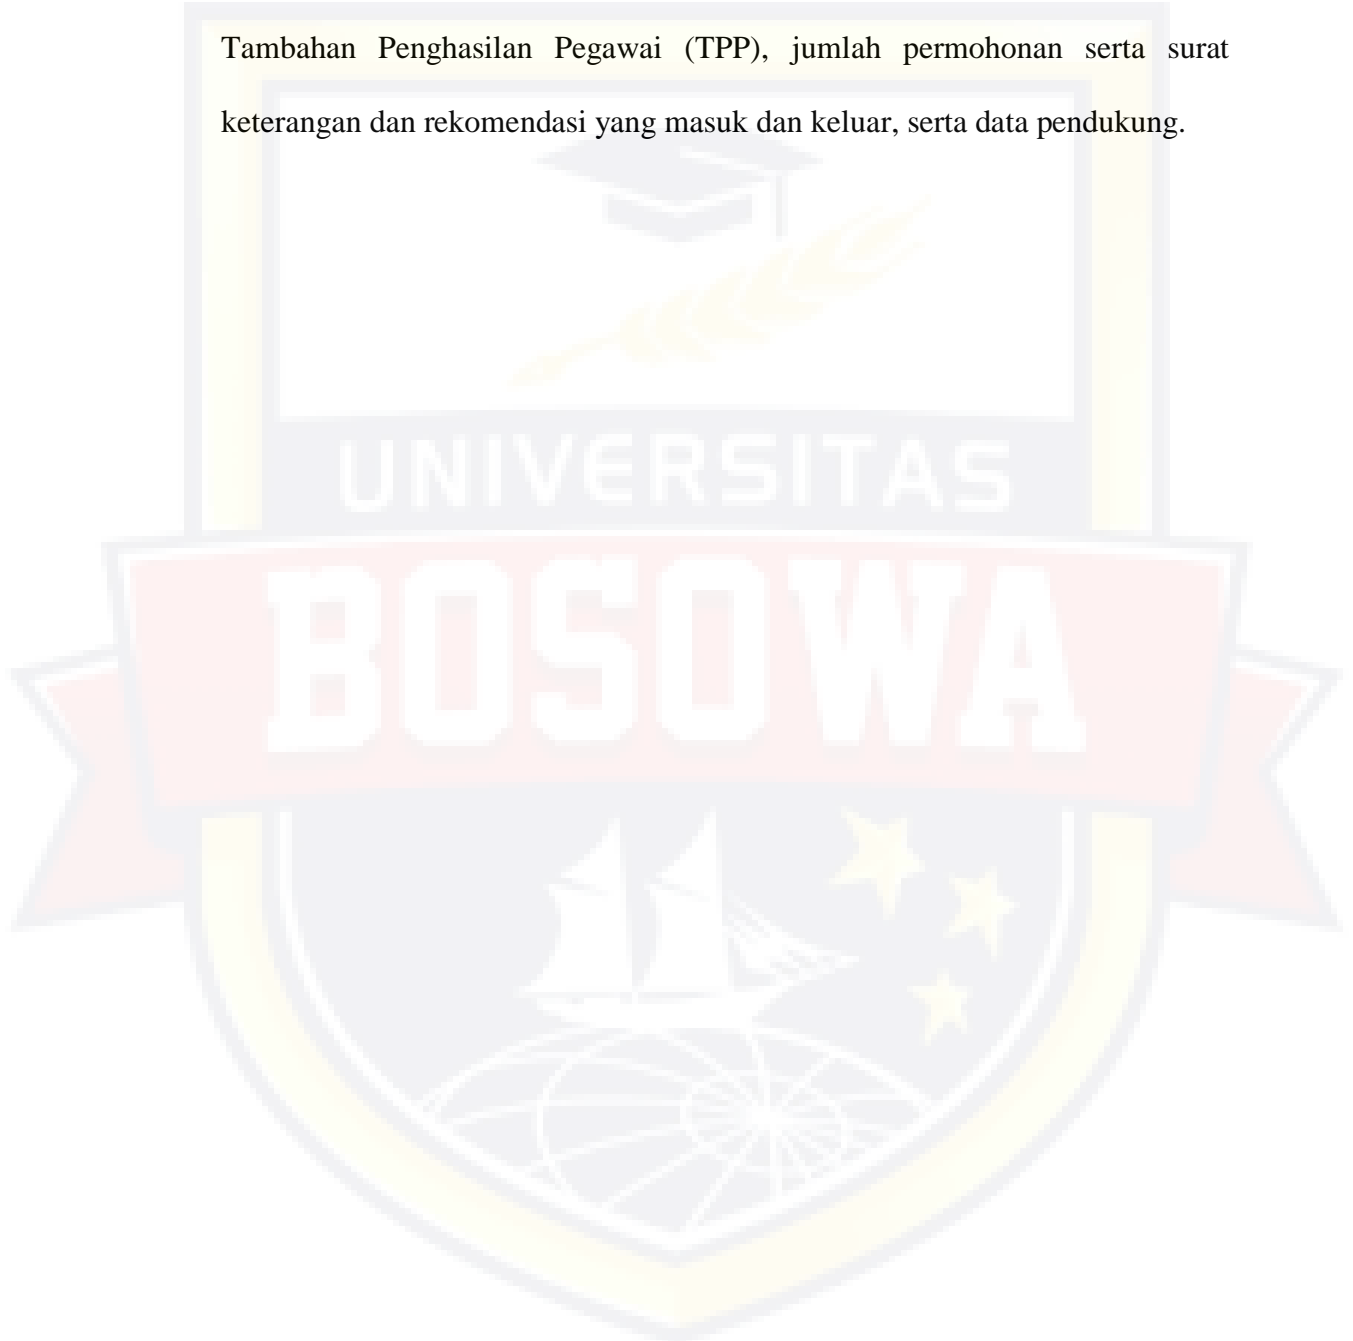 Tambahan Penghasilan Pegawai (TPP), jumlah permohonan serta surat
keterangan dan rekomendasi yang masuk dan keluar, serta data pendukung.
UNIVERSITAS
BOSOWA